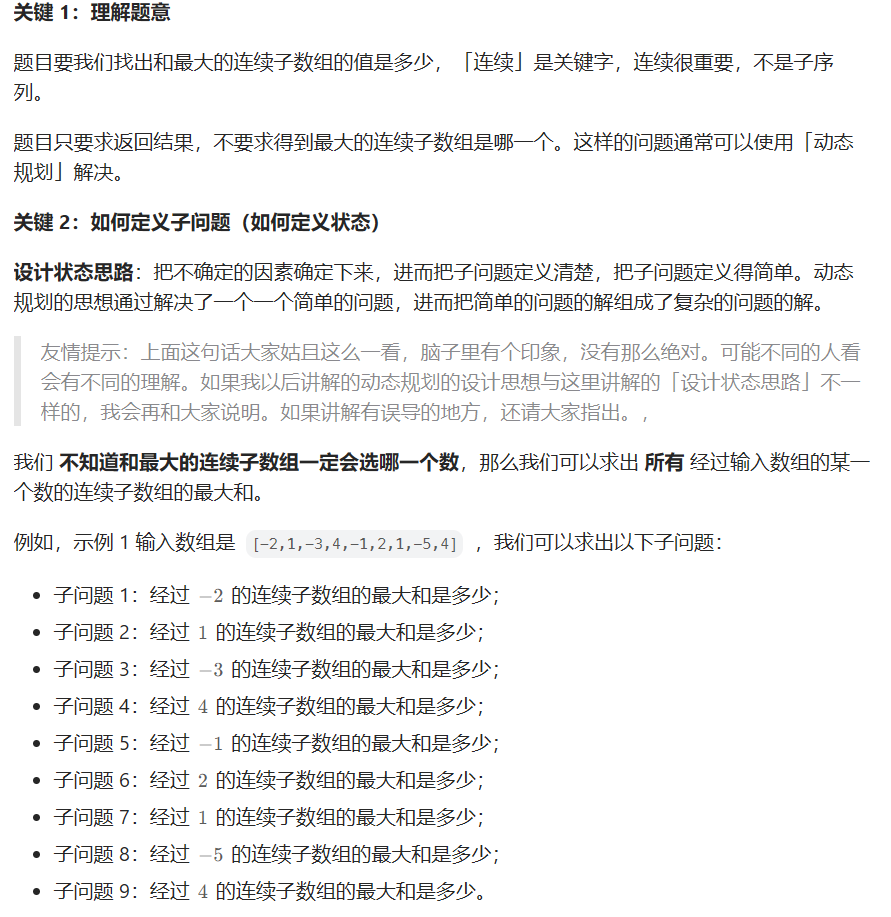 关键 1：理解题意
题目要我们找出和最大的连续子数组的值是多少，「连续」是关键字，连续很重要，不是子序
列。
题目只要求返回结果，不要求得到最大的连续子数组是哪一个。这样的问题通常可以使用「动态
规划」解决。
关键 2：如何定义子问题（如何定义状态）
设计状态思路：把不确定的因素确定下来，进而把子问题定义清楚，把子问题定义得简单。动态
规划的思想通过解决了一个一个简单的问题，进而把简单的问题的解组成了复杂的问题的解。
友情提示：上面这句话大家姑且这么一看，脑子里有个印象，没有那么绝对。可能不同的人看
会有不同的理解。如果我以后讲解的动态规划的设计思想与这里讲解的「设计状态思路」不一
样的，我会再和大家说明。如果讲解有误导的地方，还请大家指出。，
我们 不知道和最大的连续子数组一定会选哪一个数，那么我们可以求出 所有 经过输入数组的某一
个数的连续子数组的最大和。
例如，示例 1 输入数组是 [-2,1,-3,4,-1,2,1,-5,4] ，我们可以求出以下子问题：
• 子问题 1：经过 −2 的连续子数组的最大和是多少；
• 子问题 2：经过 1 的连续子数组的最大和是多少；
• 子问题 3：经过 −3 的连续子数组的最大和是多少；
• 子问题 4：经过 4 的连续子数组的最大和是多少；
• 子问题 5：经过 −1 的连续子数组的最大和是多少；
• 子问题 6：经过 2 的连续子数组的最大和是多少；
• 子问题 7：经过 1 的连续子数组的最大和是多少；
• 子问题 8：经过 −5 的连续子数组的最大和是多少；
• 子问题 9：经过 4 的连续子数组的最大和是多少。